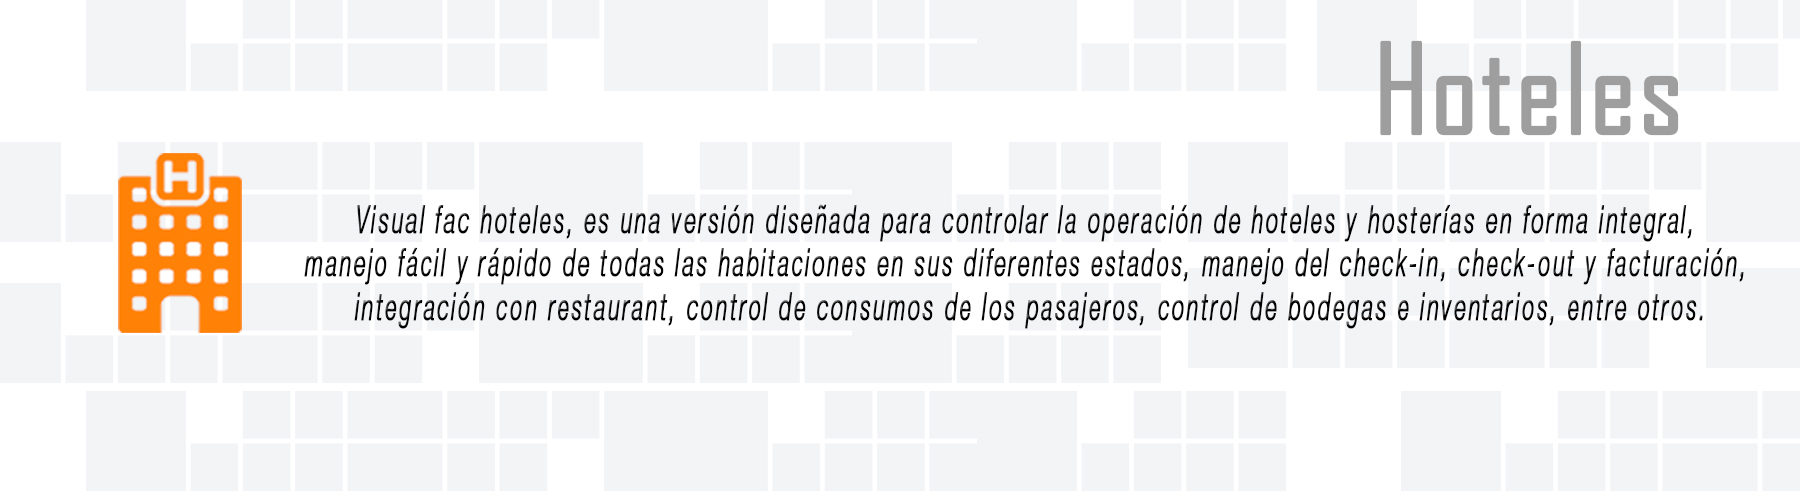 Hoteles
H
Visual fac hoteles, es una versión diseñada para controlar la operación de hoteles y hosterías en forma integral,
manejo fácil y rápido de todas las habitaciones en sus diferentes estados, manejo del check-in, check-out y facturación,
integración con restaurant, control de consumos de los pasajeros, control de bodegas e inventarios, entre otros.